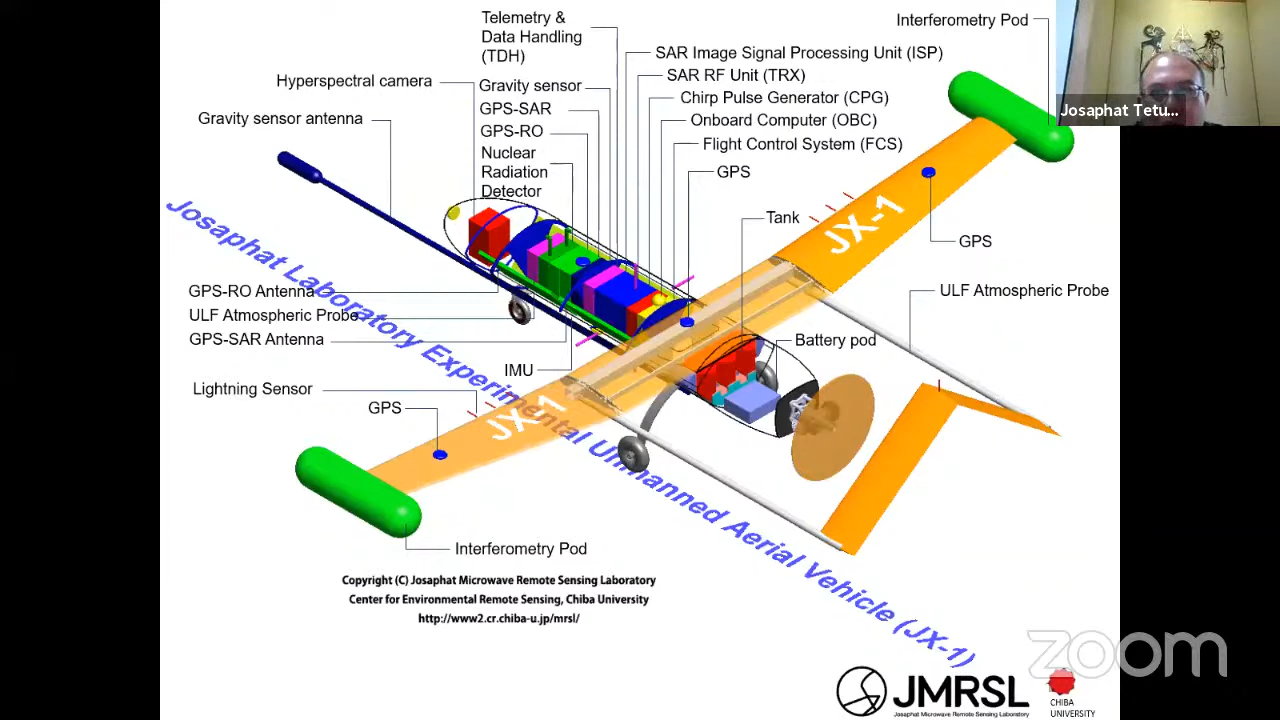 Telemetry &
Data Handling
(TDH)
Interferometry Pod
SAR Image Signal Processing Unit (ISP)
SAR RF Unit (TRX)
Hyperspectral camera
Gravity sensor
Chirp Pulse Generator (CPG)
GPS-SAR
Josaphat Tetu...
Gravity sensor antenna
Onboard Computer (OBC)
GPS-RO
Flight Control System (FCS)
Nuclear
Radiation
Detector
GPS
Tank
JX-1
GPS
GPS-RO Antenna
ULF Atmospheric Probe
ULF Atmospheric Probe
GPS-SAR Antenna
Battery pod
IMU
Lightning Sensor
GPS
JX-1
Josaphat Laboratory Experimental Unmanned Aerial Vehicle (JX-1)
Interferometry Pod
Copyright (C) Josaphat Microwave Remote Sensing Laboratory
Center for Environmental Remote Sensing, Chiba University
http://www2.cr.chiba-u.jp/mrsl/
zoom
JMRSL
Josaphat Microwave Remote Sensing Laboratory
CHIBA
UNIVERSITY